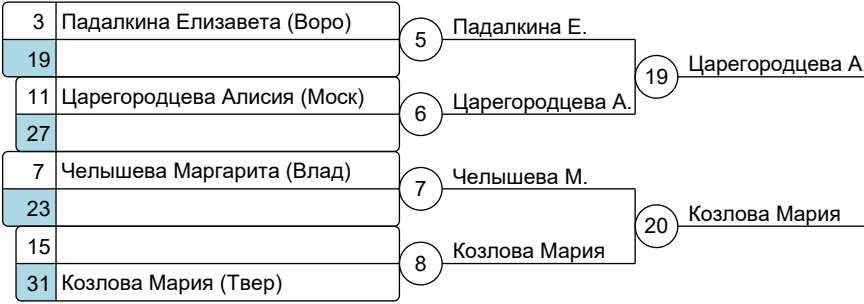 3 Падалкина Елизавета (Воро)
5 Падалкина Е.
19
19 Царегородцева А.
11 Царегородцева Алисия (Моск)
6 Царегородцева А.
27
7 Челышева Маргарита (Влад)
7 Челышева М.
23
20 Козлова Мария
15
8 Козлова Мария
31 Козлова Мария (Твер)